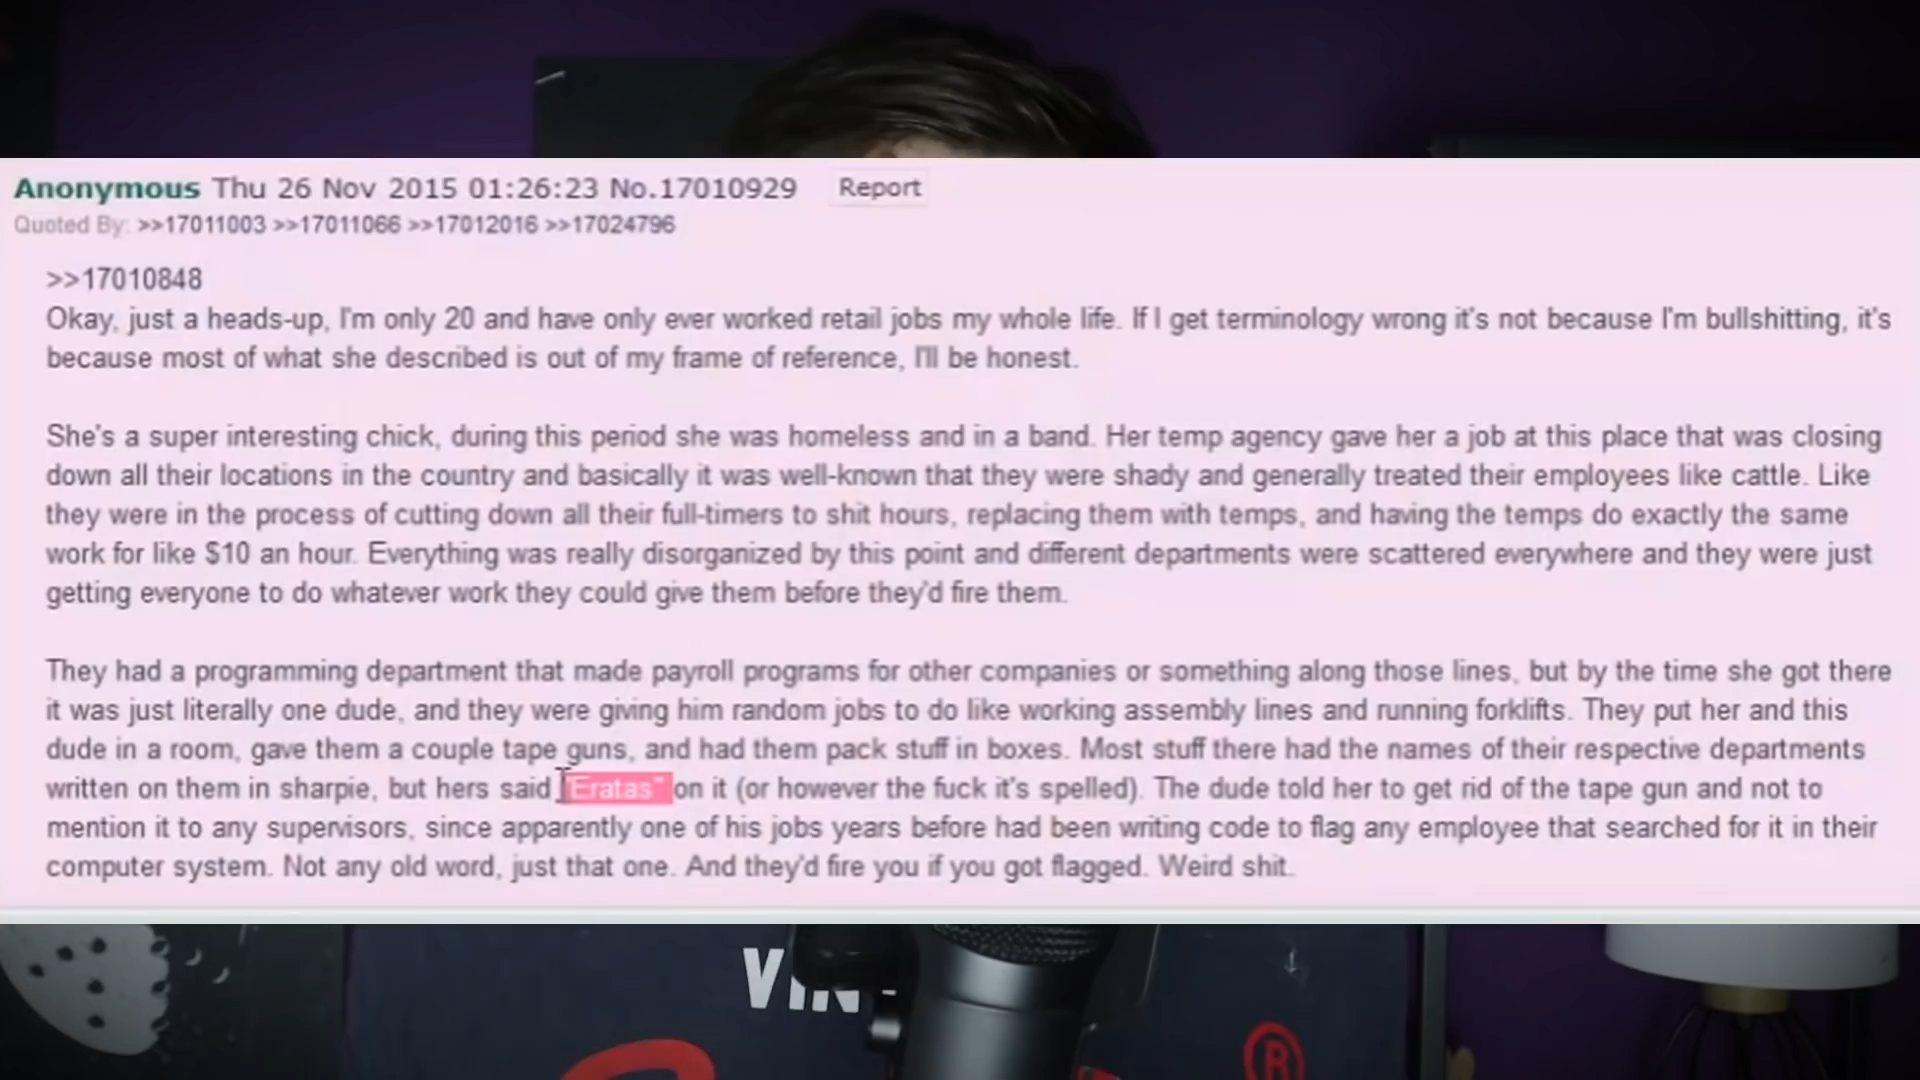 Anonymous Thu 26 Nov 2015 01:26:23 No.17010929 Report
Quoted By: >>17011003 >>17011066 >>17012016 >>17024796
>>17010848
Okay, just a heads-up, I'm only 20 and have only ever worked retail jobs my whole life. If I get terminology wrong it's not because I'm bullshitting, it's
because most of what she described is out of my frame of reference, I'll be honest.
She's a super interesting chick, during this period she was homeless and in a band. Her temp agency gave her a job at this place that was closing
down all their locations in the country and basically it was well-known that they were shady and generally treated their employees like cattle. Like
they were in the process of cutting down all their full-timers to shit hours, replacing them with temps, and having the temps do exactly the same
work for like $10 an hour. Everything was really disorganized by this point and different departments were scattered everywhere and they were just
getting everyone to do whatever work they could give them before they'd fire them.
They had a programming department that made payroll programs for other companies or something along those lines, but by the time she got there
it was just literally one dude, and they were giving him random jobs to do like working assembly lines and running forklifts. They put her and this
dude in a room, gave them a couple tape guns, and had them pack stuff in boxes. Most stuff there had the names of their respective departments
written on them in sharpie, but hers said "Eratas" on it (or however the fuck it's spelled). The dude told her to get rid of the tape gun and not to
mention it to any supervisors, since apparently one of his jobs years before had been writing code to flag any employee that searched for it in their
computer system. Not any old word, just that one. And they'd fire you if you got flagged. Weird shit.
®